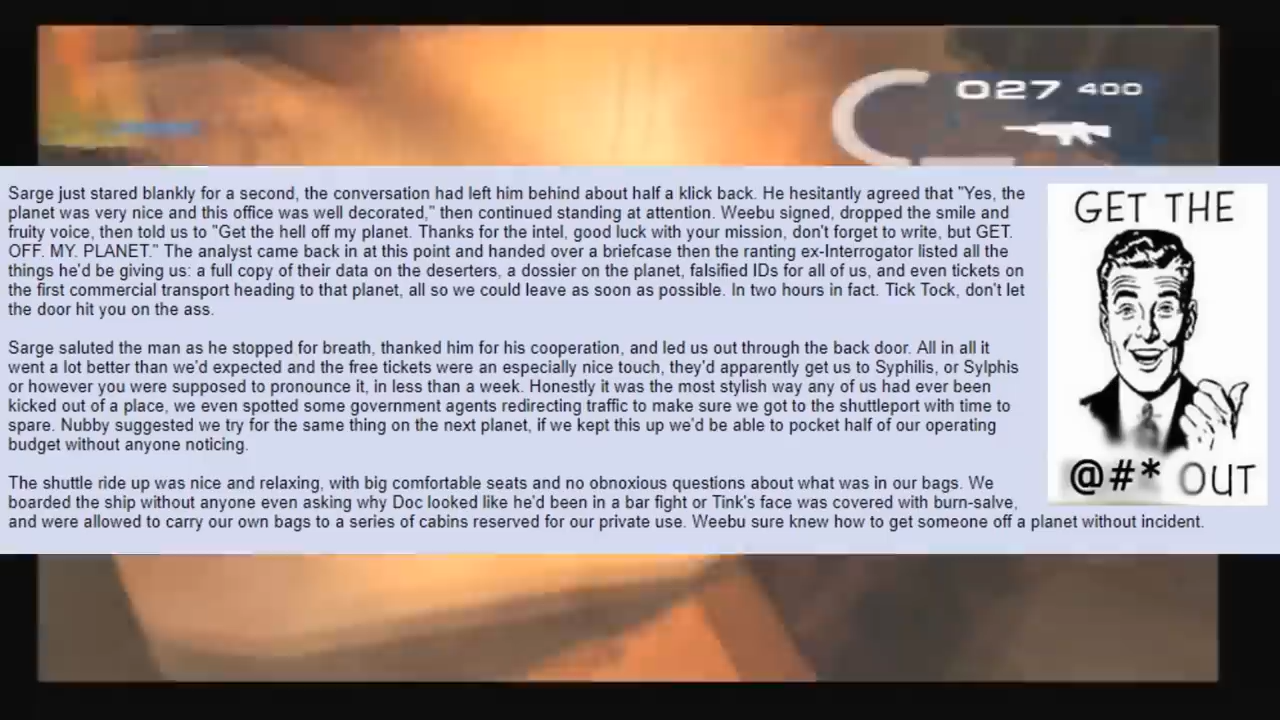 027 400
Sarge just stared blankly for a second, the conversation had left him behind about half a klick back. He hesitantly agreed that "Yes, the
planet was very nice and this office was well decorated," then continued standing at attention. Weebu signed, dropped the smile and
fruity voice, then told us to "Get the hell off my planet. Thanks for the intel, good luck with your mission, don't forget to write, but GET.
OFF. MY. PLANET." The analyst came back in at this point and handed over a briefcase then the ranting ex-Interrogator listed all the
things he'd be giving us: a full copy of their data on the deserters, a dossier on the planet, falsified IDs for all of us, and even tickets on
the first commercial transport heading to that planet, all so we could leave as soon as possible. In two hours in fact. Tick Tock, don't let
the door hit you on the ass.
Sarge saluted the man as he stopped for breath, thanked him for his cooperation, and led us out through the back door. All in all it
went a lot better than we'd expected and the free tickets were an especially nice touch, they'd apparently get us to Syphilis, or Sylphis
or however you were supposed to pronounce it, in less than a week. Honestly it was the most stylish way any of us had ever been
kicked out of a place, we even spotted some government agents redirecting traffic to make sure we got to the shuttleport with time to
spare. Nubby suggested we try for the same thing on the next planet, if we kept this up we'd be able to pocket half of our operating
budget without anyone noticing.
The shuttle ride up was nice and relaxing, with big comfortable seats and no obnoxious questions about what was in our bags. We
boarded the ship without anyone even asking why Doc looked like he'd been in a bar fight or Tink's face was covered with burn-salve,
and were allowed to carry our own bags to a series of cabins reserved for our private use. Weebu sure knew how to get someone off a planet without incident.
GET THE
@#* OUT